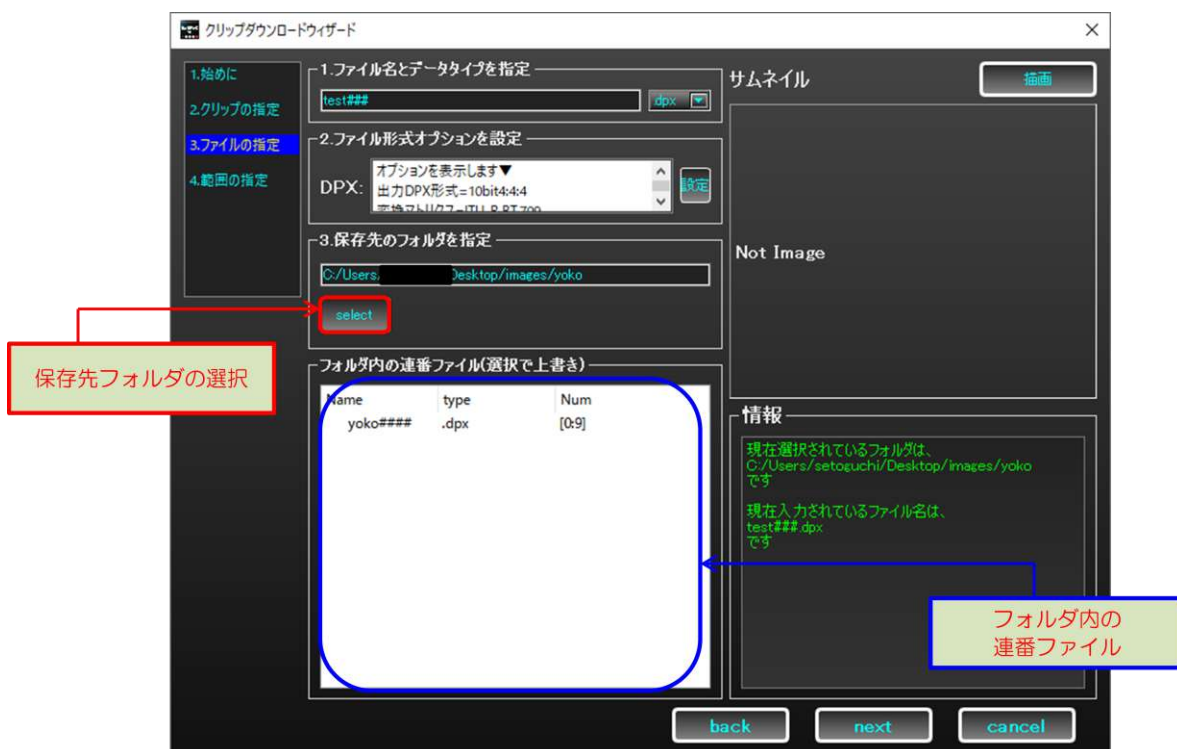 クリップダウンロードウィザード
1.始めに
2.クリップの指定
3.ファイルの指定
4.範囲の指定
1.ファイル名とデータタイプを指定
test###
dpx
2.ファイル形式オプションを設定
DPX:
オプションを表示します▼
出力DPX形式=10bit4:4:4
変換マトリクス=ITU-R BT.709
設定
3.保存先のフォルダを指定
C:/Users/ Desktop/images/yoko
select
保存先フォルダの選択
フォルダ内の連番ファイル(選択で上書き)
Name type Num
yoko#### .dpx [0:9]
サムネイル
描画
Not Image
情報
現在選択されているフォルダは、
C:/Users/setoguchi/Desktop/images/yoko
です
現在入力されているファイル名は、
test###.dpx
です
フォルダ内の
連番ファイル
back
next
cancel